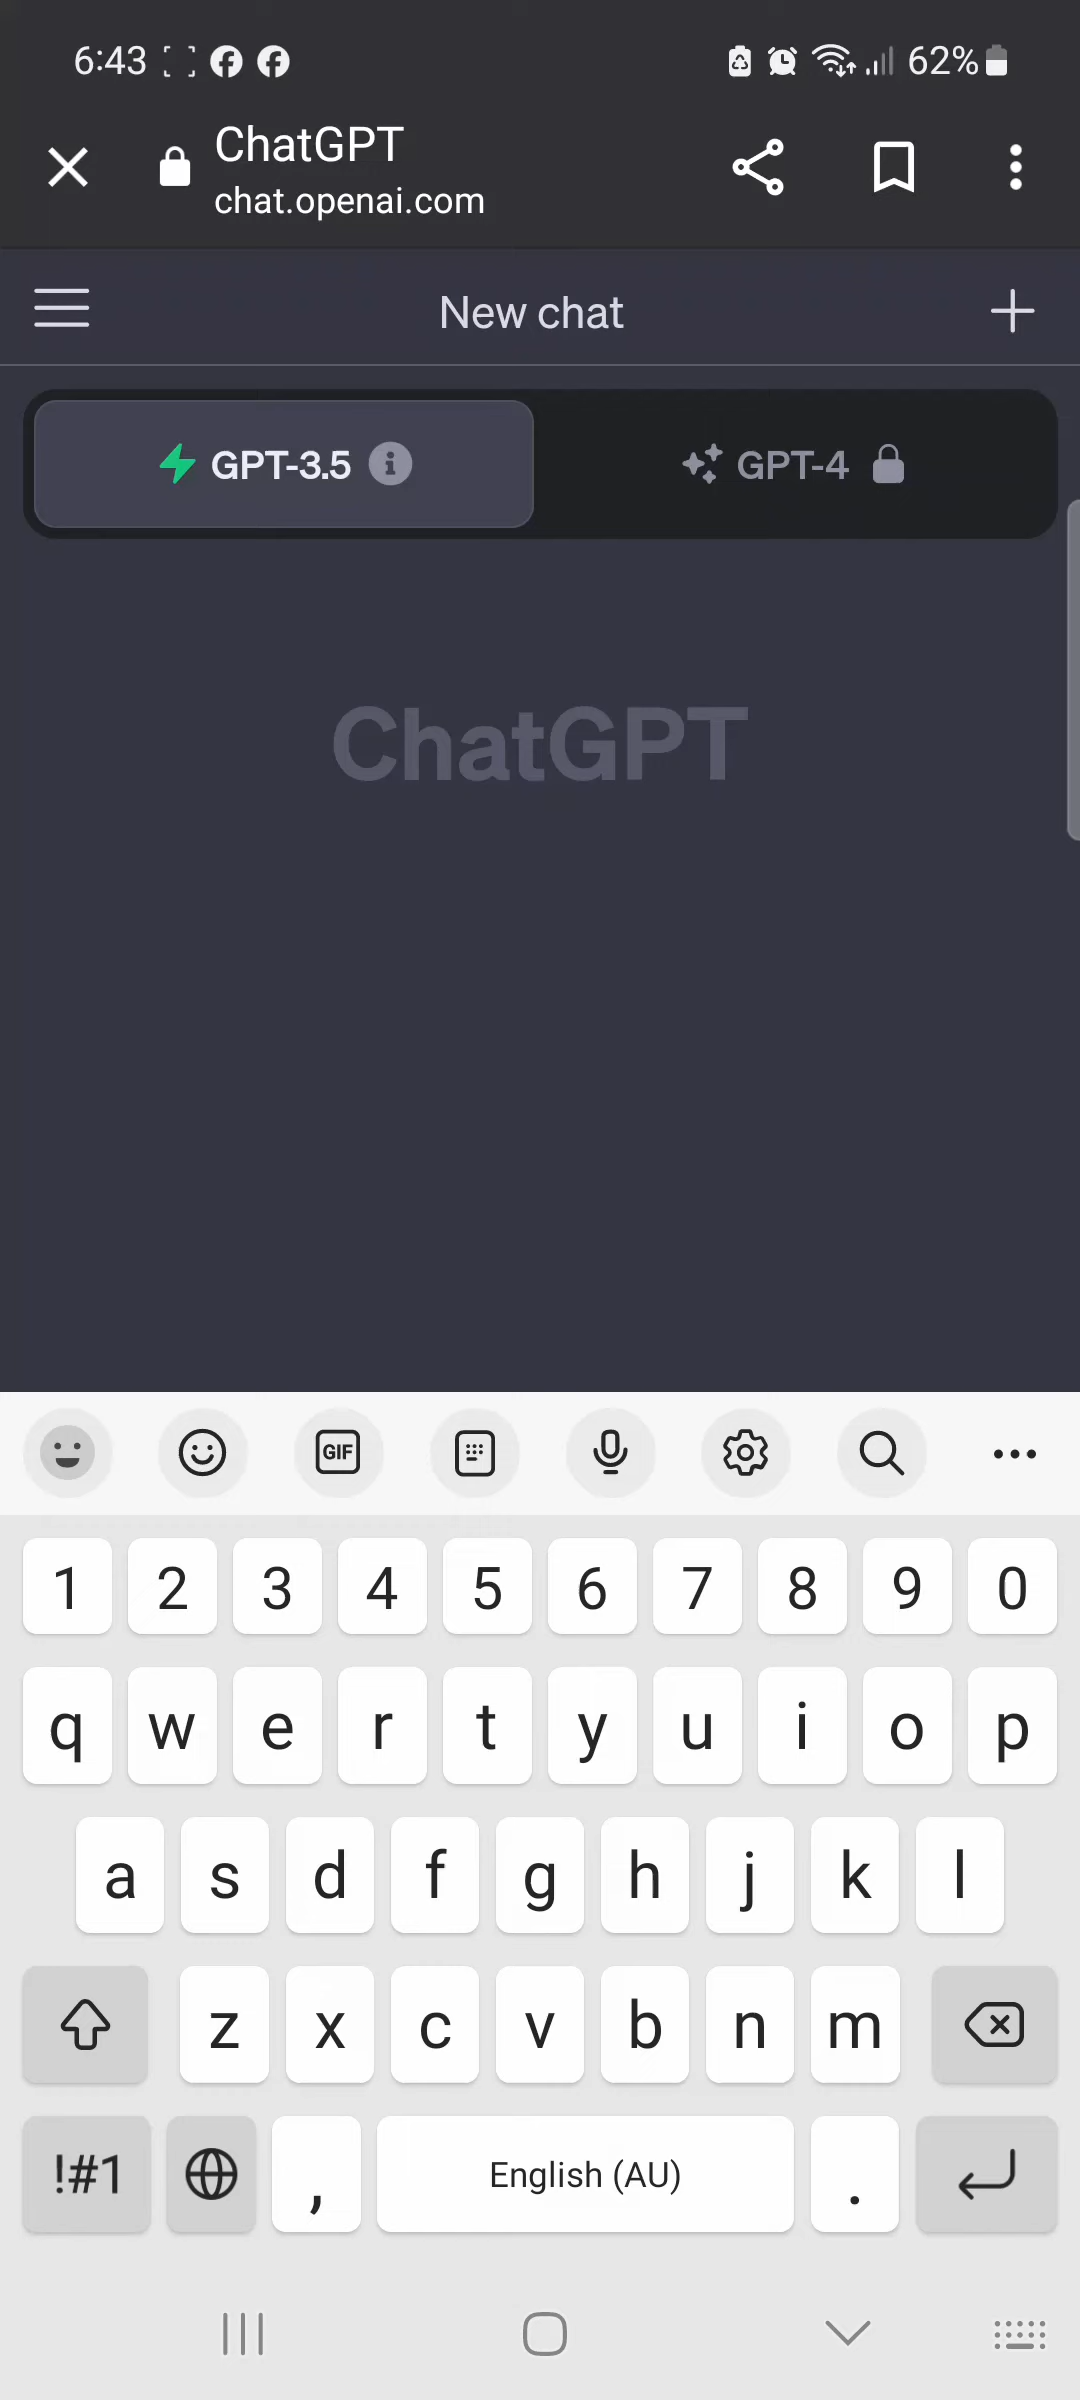 6:43 62%
ChatGPT
chat.openai.com
New chat
GPT-3.5 GPT-4
ChatGPT
GIF
1 2 3 4 5 6 7 8 9 0
q w e r t y u i o p
a s d f g h j k l
z x c v b n m
!#1 , English (AU) .